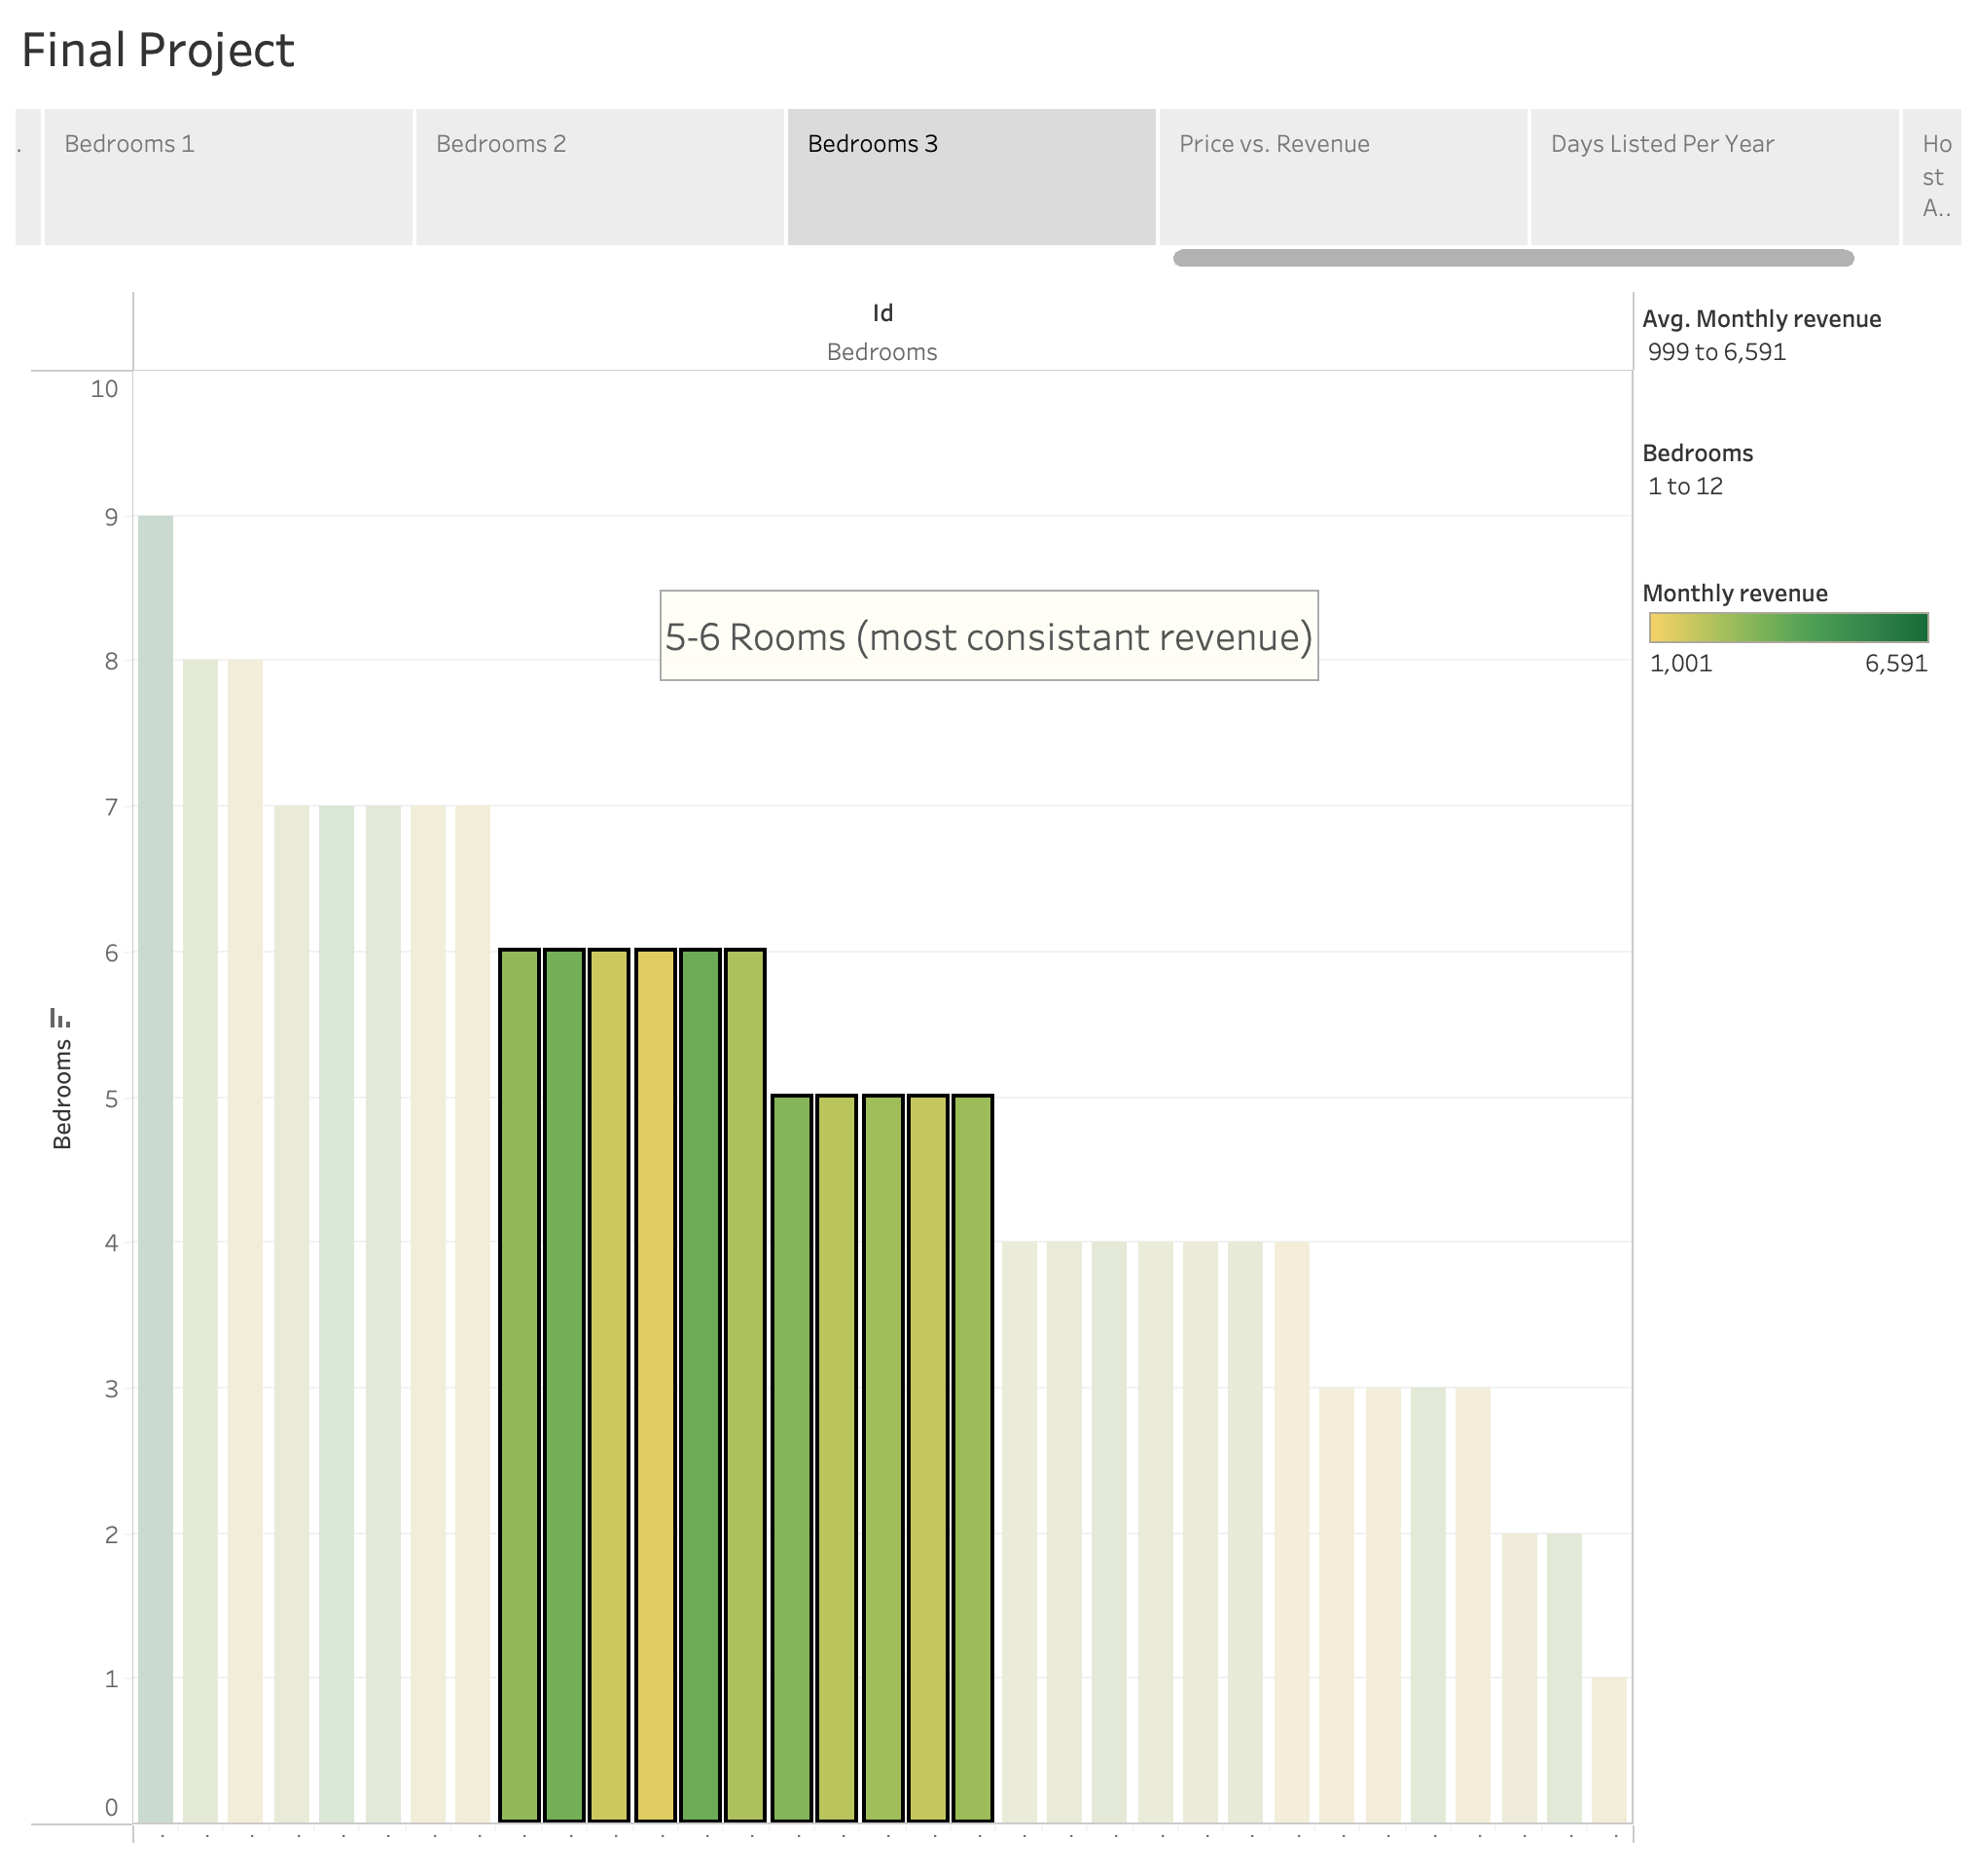 Final Project
.
Bedrooms 1
Bedrooms 2
Bedrooms 3
Price vs. Revenue
Days Listed Per Year
Ho
st
A..
Id
Bedrooms
Avg. Monthly revenue
999 to 6,591
Bedrooms
1 to 12
Monthly revenue
1,001 6,591
5-6 Rooms (most consistant revenue)
Bedrooms
10
9
8
7
6
5
4
3
2
1
0